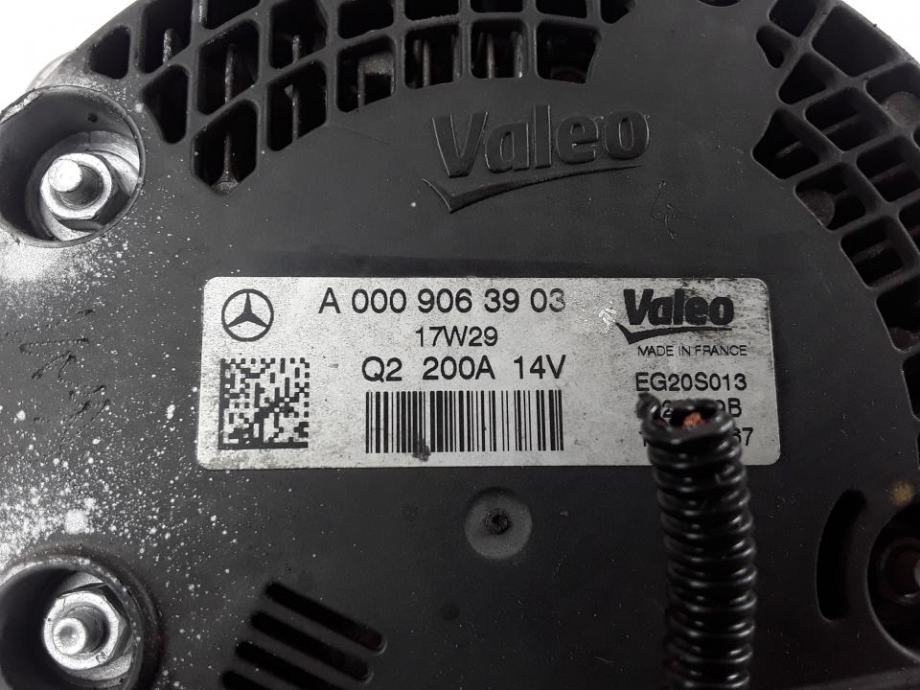 Valeo
A 000 906 39 03
17W29
Q2 200A 14V
Valeo
MADE IN FRANCE
EG20S013